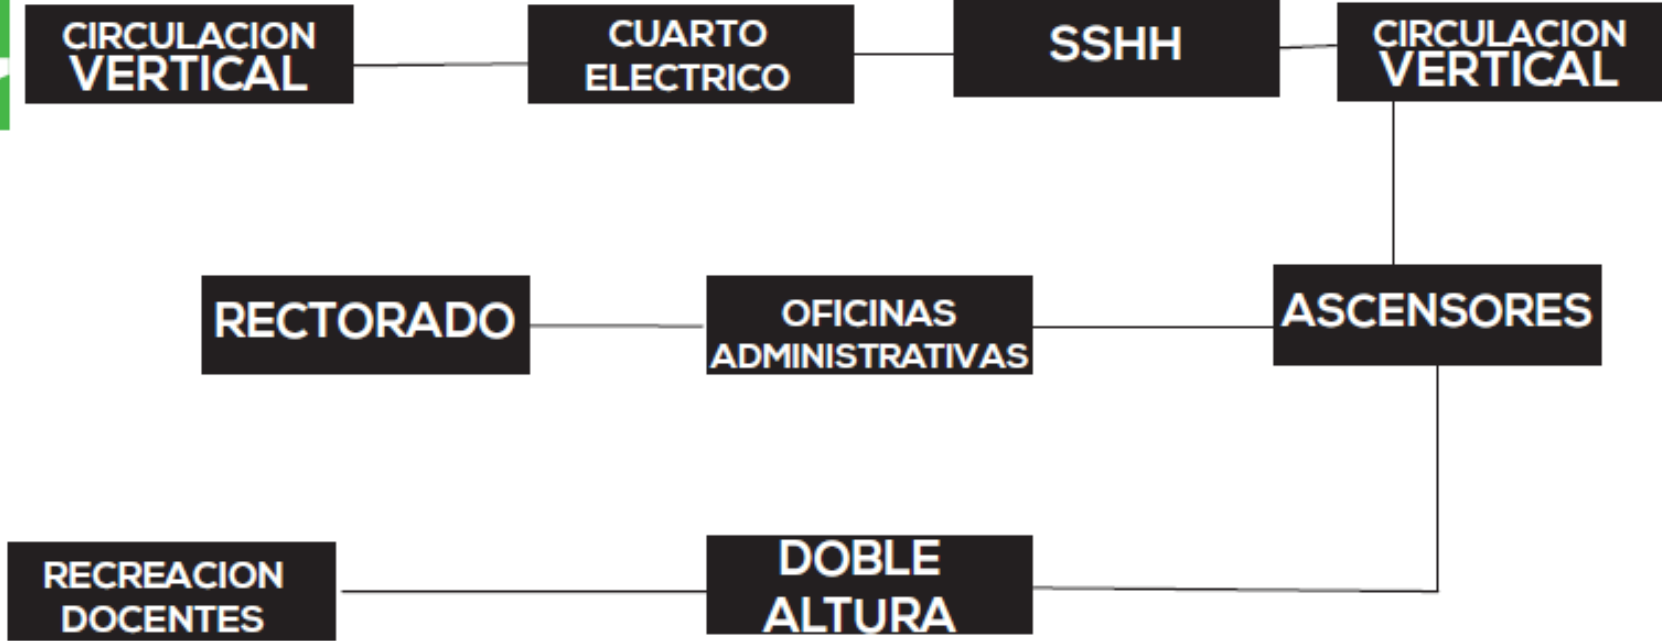 CIRCULACION
VERTICAL
CUARTO
ELECTRICO
SSHH
CIRCULACION
VERTICAL
RECTORADO
OFICINAS
ADMINISTRATIVAS
ASCENSORES
RECREACION
DOCENTES
DOBLE
ALTURA